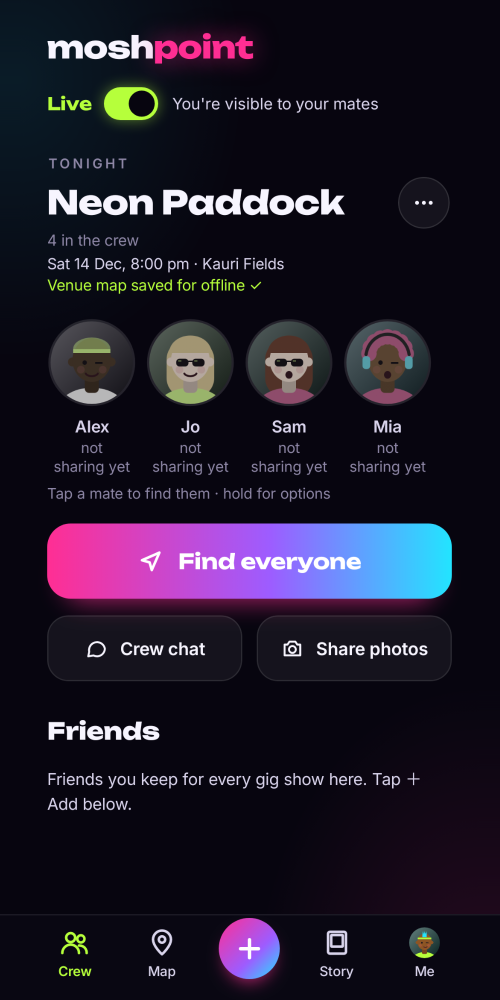 moshpoint
Live You're visible to your mates
TONIGHT
Neon Paddock
4 in the crew
Sat 14 Dec, 8:00 pm · Kauri Fields
Venue map saved for offline ✓
Alex Jo Sam Mia
not not not not
sharing yet sharing yet sharing yet sharing yet
Tap a mate to find them · hold for options
Find everyone
Crew chat Share photos
Friends
Friends you keep for every gig show here. Tap +
Add below.
Crew Map Story Me